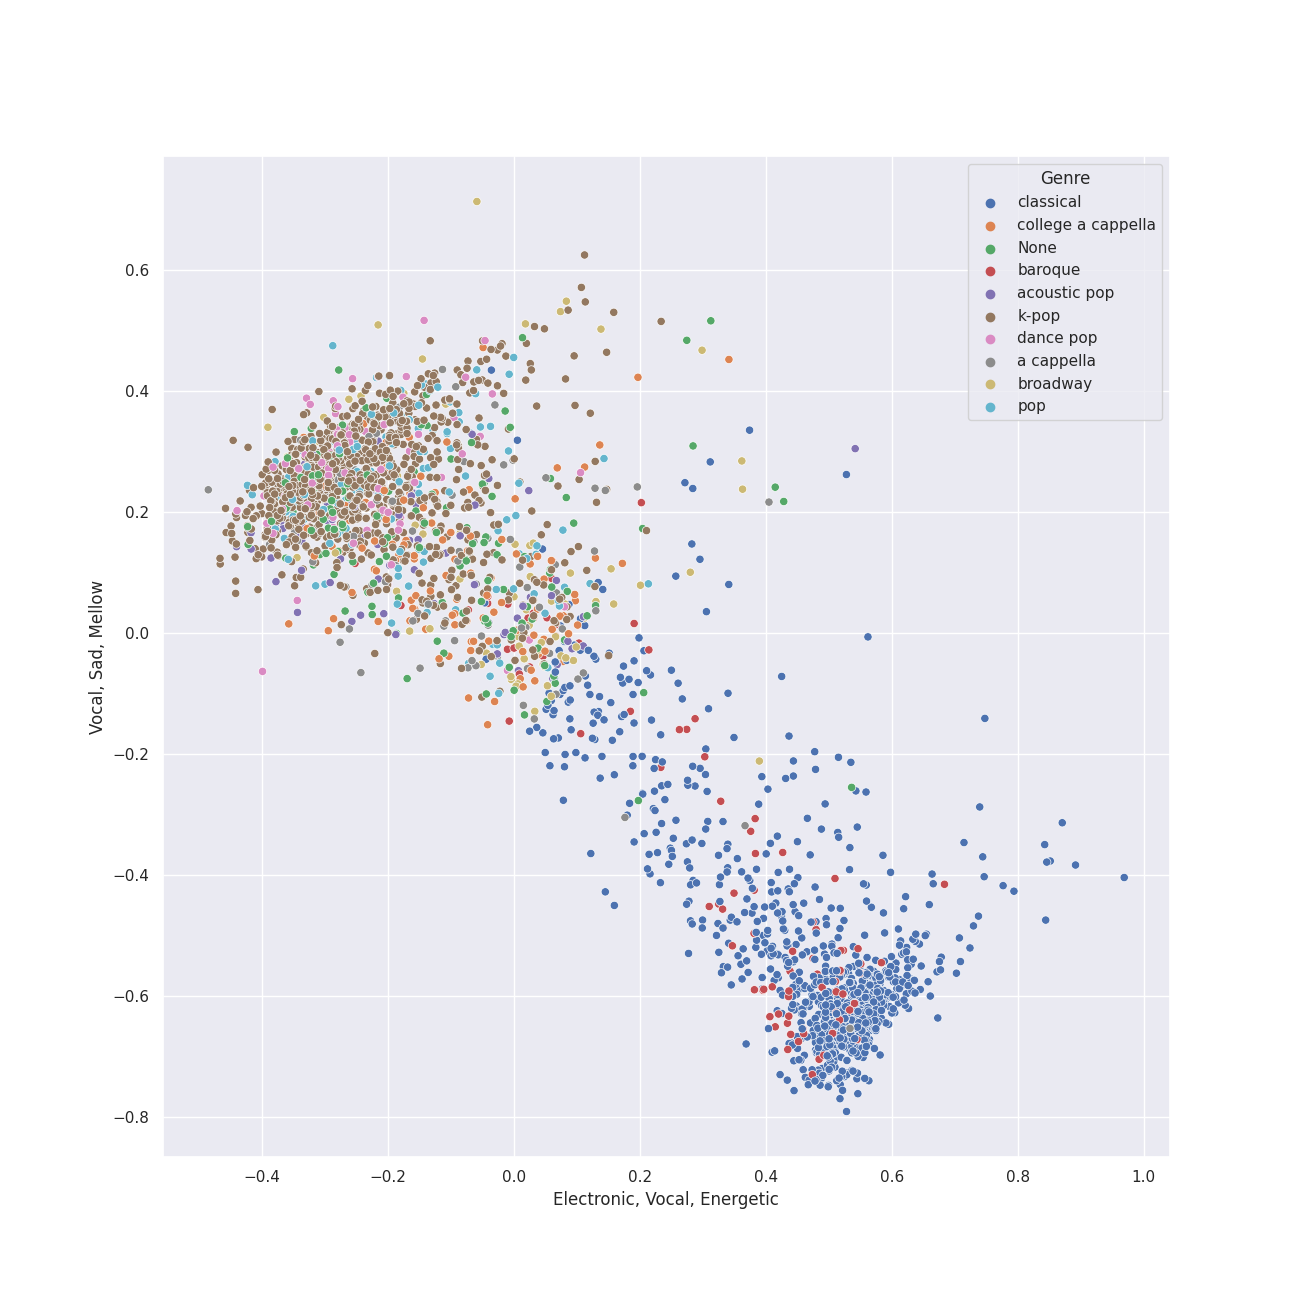 Genre
classical
college a cappella
None
baroque
acoustic pop
k-pop
dance pop
a cappella
broadway
pop
0.6
0.4
0.2
0.0
−0.2
−0.4
−0.6
−0.8
Vocal, Sad, Mellow
−0.4 −0.2 0.0 0.2 0.4 0.6 0.8 1.0
Electronic, Vocal, Energetic